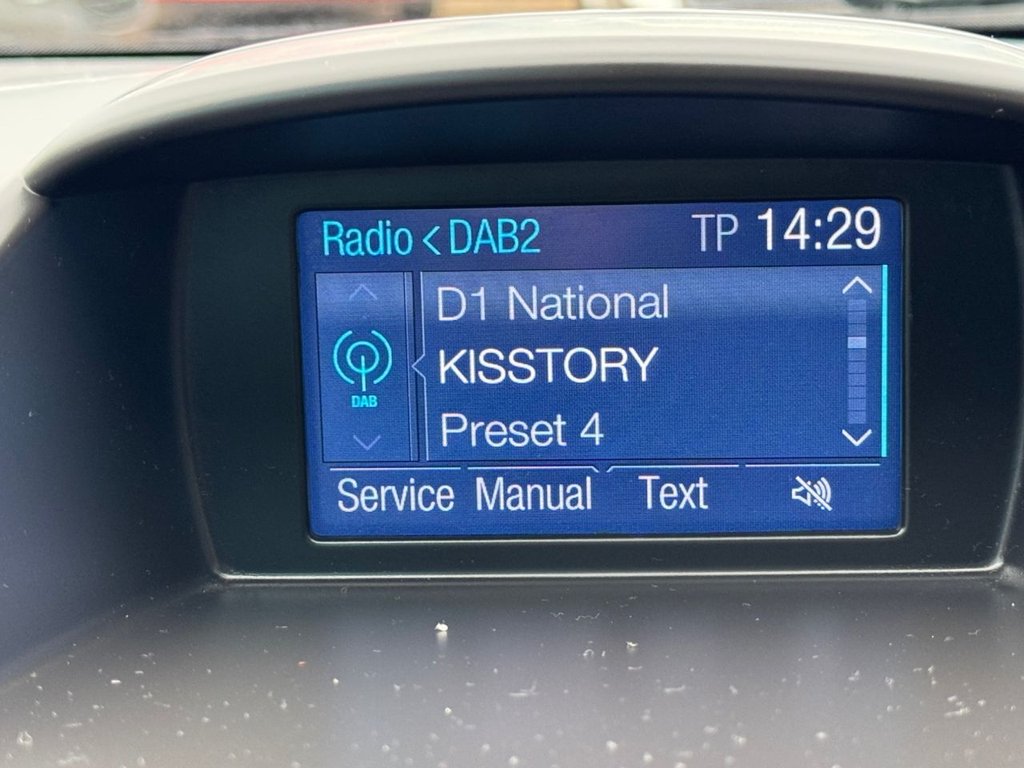 Radio < DAB2 TP 14:29
D1 National
KISSTORY
DAB
Preset 4
Service Manual Text